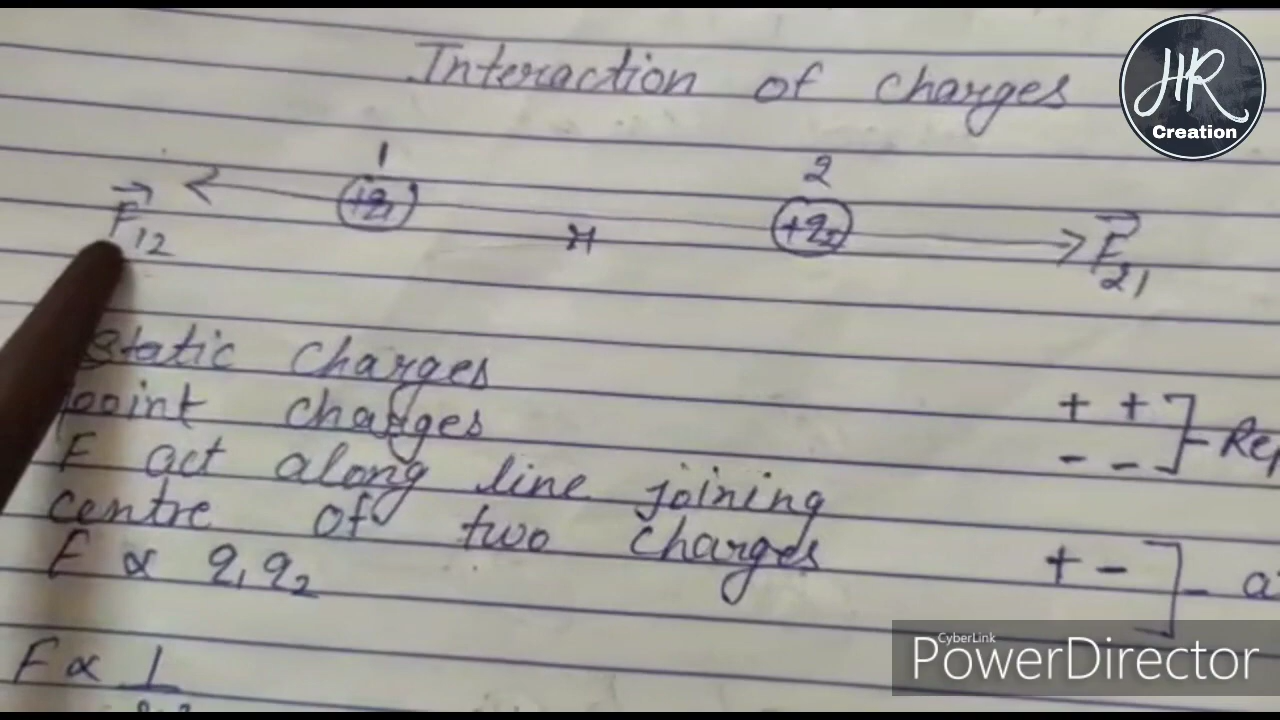 Interaction of charges
HR
Creation
1
2
+q1
+q2
F12
r
F21
Static charges
point charges
+ +
- -
Rep
F act along line joining
centre of two charges
+ -
a
F ∝ q1q2
F ∝ 1
CyberLink
PowerDirector